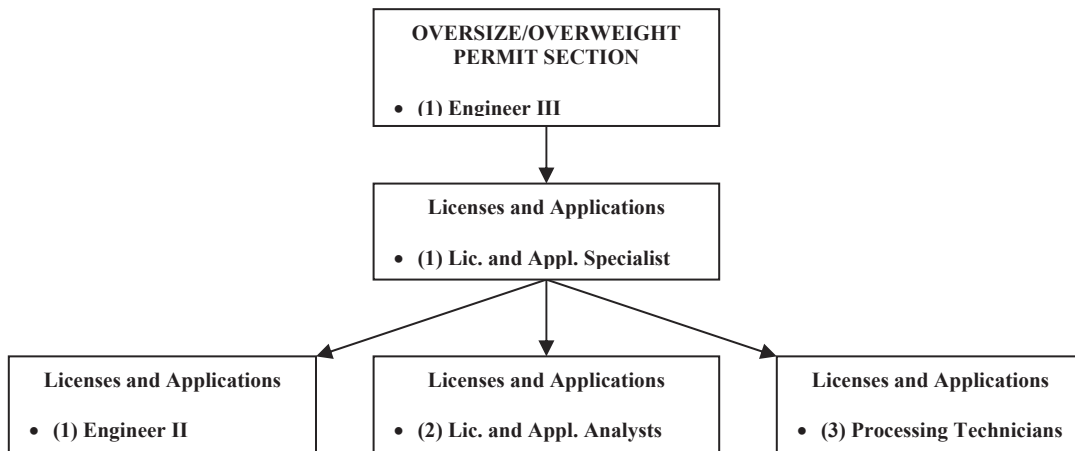 OVERSIZE/OVERWEIGHT
PERMIT SECTION
• (1) Engineer III
Licenses and Applications
• (1) Lic. and Appl. Specialist
Licenses and Applications
• (1) Engineer II
Licenses and Applications
• (2) Lic. and Appl. Analysts
Licenses and Applications
• (3) Processing Technicians